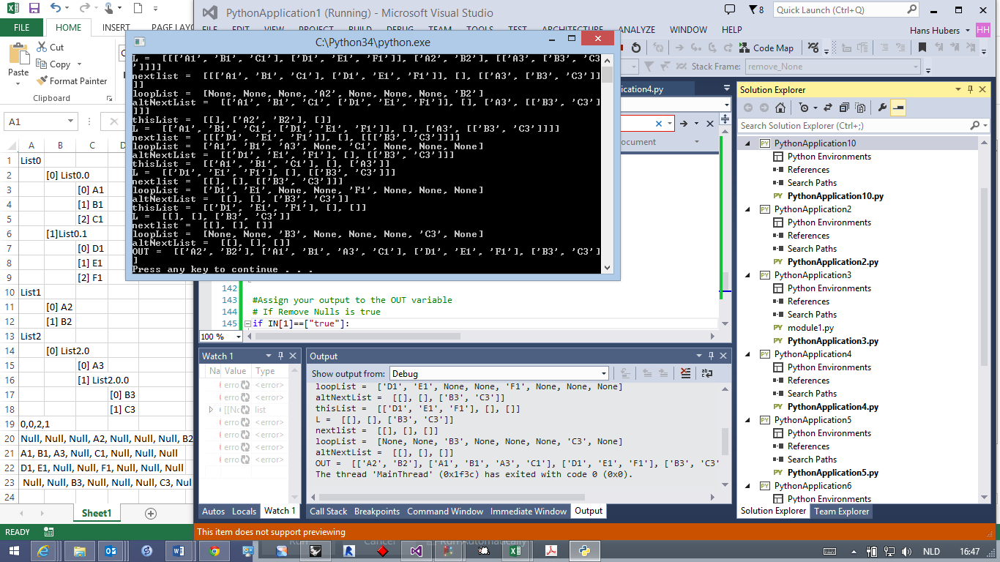 PythonApplication1 (Running) - Microsoft Visual Studio
8
Quick Launch (Ctrl+Q)
FILE
HOME
INSERT
PAGE LAYO
FILE EDIT VIEW PROJECT BUILD DEBUG TEAM TOOLS TEST ARCHITECTURE ANALYZE WINDOW HELP
Hans Hubers
HH
Cut
Copy
Format Painter
Paste
Clipboard
Code Map
Stack Frame:
remove_None
C:\Python34\python.exe
L = [[['A1', 'B1', 'C1'], ['D1', 'E1', 'F1']], ['A2', 'B2'], [['A3', ['B3', 'C3
']]]]
nextlist = [[['A1', 'B1', 'C1'], ['D1', 'E1', 'F1']], [], [['A3', ['B3', 'C3']]
]]
loopList = [None, None, None, 'A2', None, None, None, 'B2']
altNextList = [['A1', 'B1', 'C1', ['D1', 'E1', 'F1']], [], ['A3', [['B3', 'C3']
]]]
thisList = [[], ['A2', 'B2'], []]
L = [['A1', 'B1', 'C1', ['D1', 'E1', 'F1']], [], ['A3', [['B3', 'C3']]]]
nextlist = [[['D1', 'E1', 'F1']], [], [[['B3', 'C3']]]]
loopList = ['A1', 'B1', 'A3', None, 'C1', None, None, None]
altNextList = [['D1', 'E1', 'F1'], [], [['B3', 'C3']]]
thisList = [['A1', 'B1', 'C1'], [], ['A3']]
L = [['D1', 'E1', 'F1'], [], [['B3', 'C3']]]
nextlist = [[], [], [['B3', 'C3']]]
loopList = ['D1', 'E1', None, None, 'F1', None, None, None]
altNextList = [[], [], ['B3', 'C3']]
thisList = [['D1', 'E1', 'F1'], [], []]
L = [[], [], ['B3', 'C3']]
nextlist = [[], [], []]
loopList = [None, None, 'B3', None, None, None, 'C3', None]
altNextList = [[], [], []]
OUT = [['A2', 'B2'], ['A1', 'B1', 'A3', 'C1'], ['D1', 'E1', 'F1'], ['B3', 'C3']
]
Press any key to continue . . .
A1
A B C D
1 List0
2 [0] List0.0
3 [0] A1
4 [1] B1
5 [2] C1
6 [1]List0.1
7 [0] D1
8 [1] E1
9 [2] F1
10 List1
11 [0] A2
12 [1] B2
13 List2
14 [0] List2.0
15 [0] A3
16 [1] List2.0.0
17 [0] B3
18 [1] C3
19 0,0,2,1
20 Null, Null, Null, A2, Null, Null, Null, B2
21 A1, B1, A3, Null, C1, Null, Null, Null
22 D1, E1, Null, Null, F1, Null, Null, Null
23 Null, Null, B3, Null, Null, Null, C3, Nul
24
Sheet1
READY
ication4.py
ocument
142
143 #Assign your output to the OUT variable
144 # If Remove Nulls is true
145 if IN[1]==["true"]:
100 %
Watch 1
Na Value Type
erro <error>
erro <error>
[[Nc list
erro <error>
erro <error>
erro <error>
erro <error>
Autos Locals Watch 1
Output
Show output from: Debug
loopList = ['D1', 'E1', None, None, 'F1', None, None, None]
altNextList = [[], [], ['B3', 'C3']]
thisList = [['D1', 'E1', 'F1'], [], []]
L = [[], [], ['B3', 'C3']]
nextlist = [[], [], []]
loopList = [None, None, 'B3', None, None, None, 'C3', None]
altNextList = [[], [], []]
OUT = [['A2', 'B2'], ['A1', 'B1', 'A3', 'C1'], ['D1', 'E1', 'F1'], ['B3', 'C3'
The thread 'MainThread' (0x1f3c) has exited with code 0 (0x0).
Call Stack Breakpoints Command Window Immediate Window Output
Solution Explorer
Search Solution Explorer (Ctrl+;)
PythonApplication10
Python Environments
References
Search Paths
PythonApplication10.py
PythonApplication2
Python Environments
References
Search Paths
PythonApplication2.py
PythonApplication3
Python Environments
References
Search Paths
module1.py
PythonApplication3.py
PythonApplication4
Python Environments
References
Search Paths
PythonApplication4.py
PythonApplication5
Python Environments
References
Search Paths
PythonApplication5.py
PythonApplication6
Python Environments
Solution Explorer Team Explorer
This item does not support previewing
Run
Cancel
Run Automatically
NLD
16:47